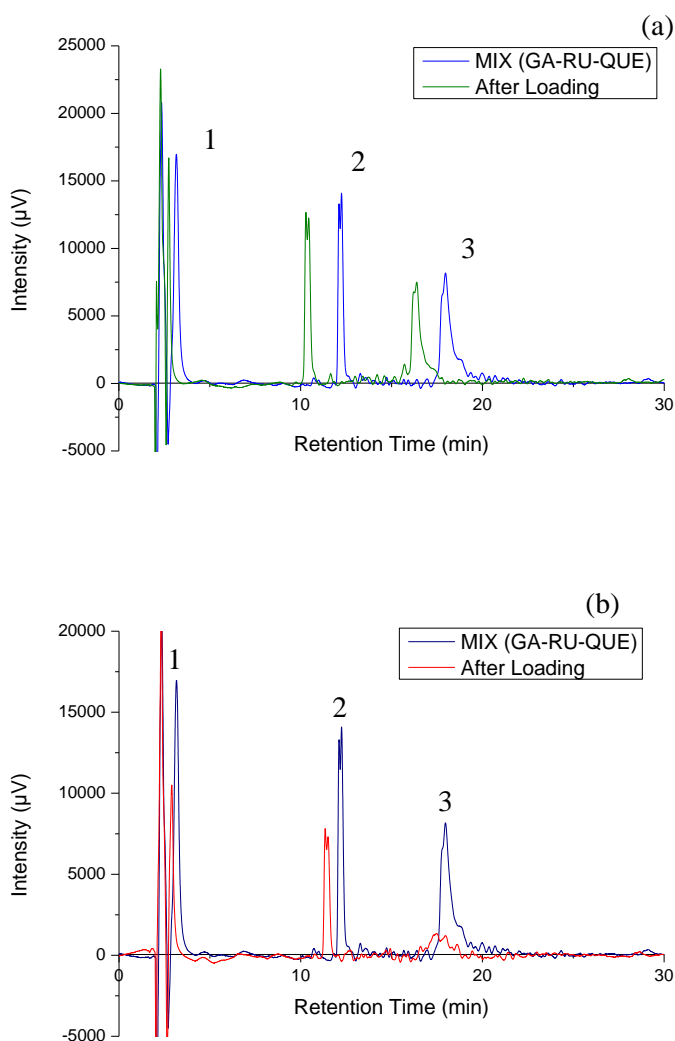 (a)
MIX (GA-RU-QUE)
After Loading
25000
20000
15000
10000
5000
0
-5000
Intensity (µV)
1
2
3
0
10
20
30
Retention Time (min)
(b)
MIX (GA-RU-QUE)
After Loading
20000
15000
10000
5000
0
-5000
Intensity (µV)
1
2
3
0
10
20
30
Retention Time (min)